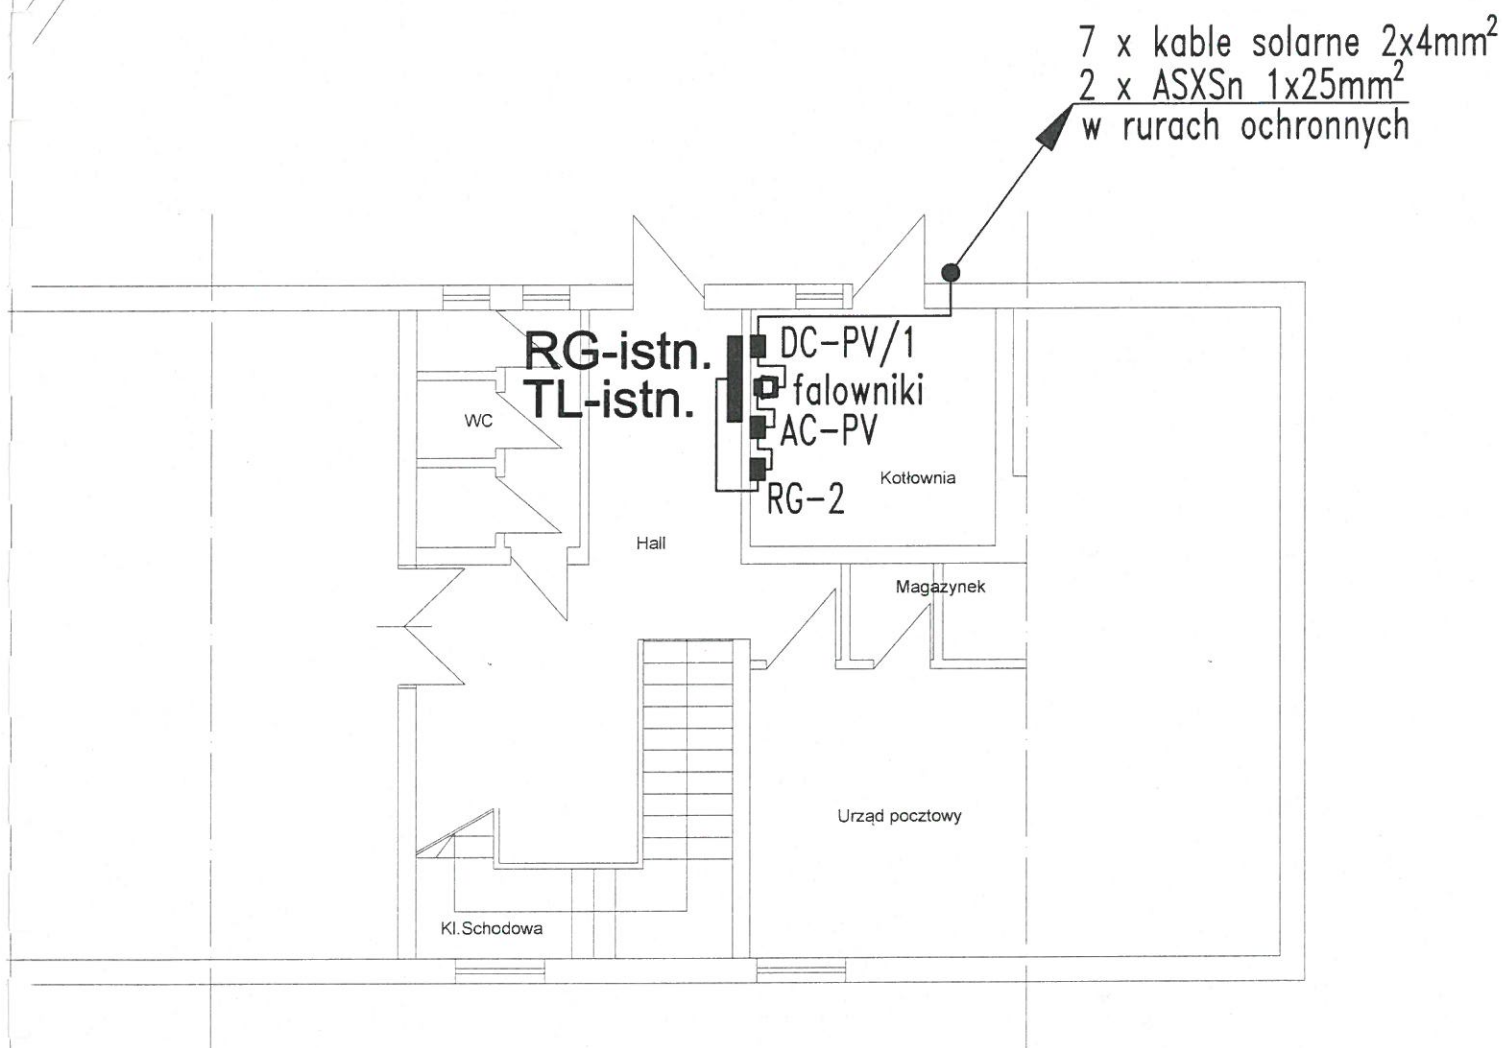 7 x kable solarne 2x4mm²
2 x ASXSn 1x25mm²
w rurach ochronnych
RG-istn.
TL-istn.
DC-PV/1
falowniki
AC-PV
RG-2
WC
Kotłownia
Hall
Magazynek
Urząd pocztowy
Kl.Schodowa